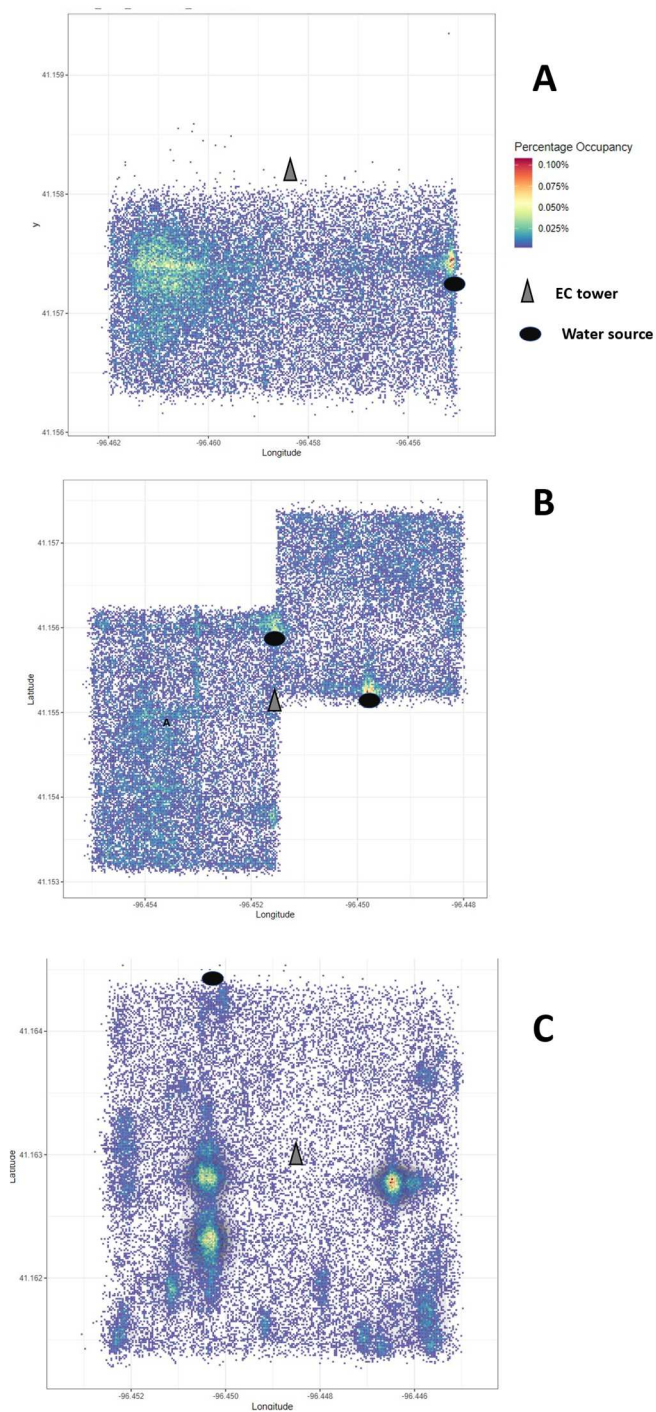 A
41.159
41.158
41.157
41.156
y
-96.462
-96.460
-96.458
-96.456
Longitude
Percentage Occupancy
0.100%
0.075%
0.050%
0.025%
EC tower
Water source
B
41.157
41.156
41.155
41.154
41.153
Latitude
A
-96.454
-96.452
-96.450
-96.448
Longitude
C
41.164
41.163
41.162
Latitude
-96.452
-96.450
-96.448
-96.446
Longitude